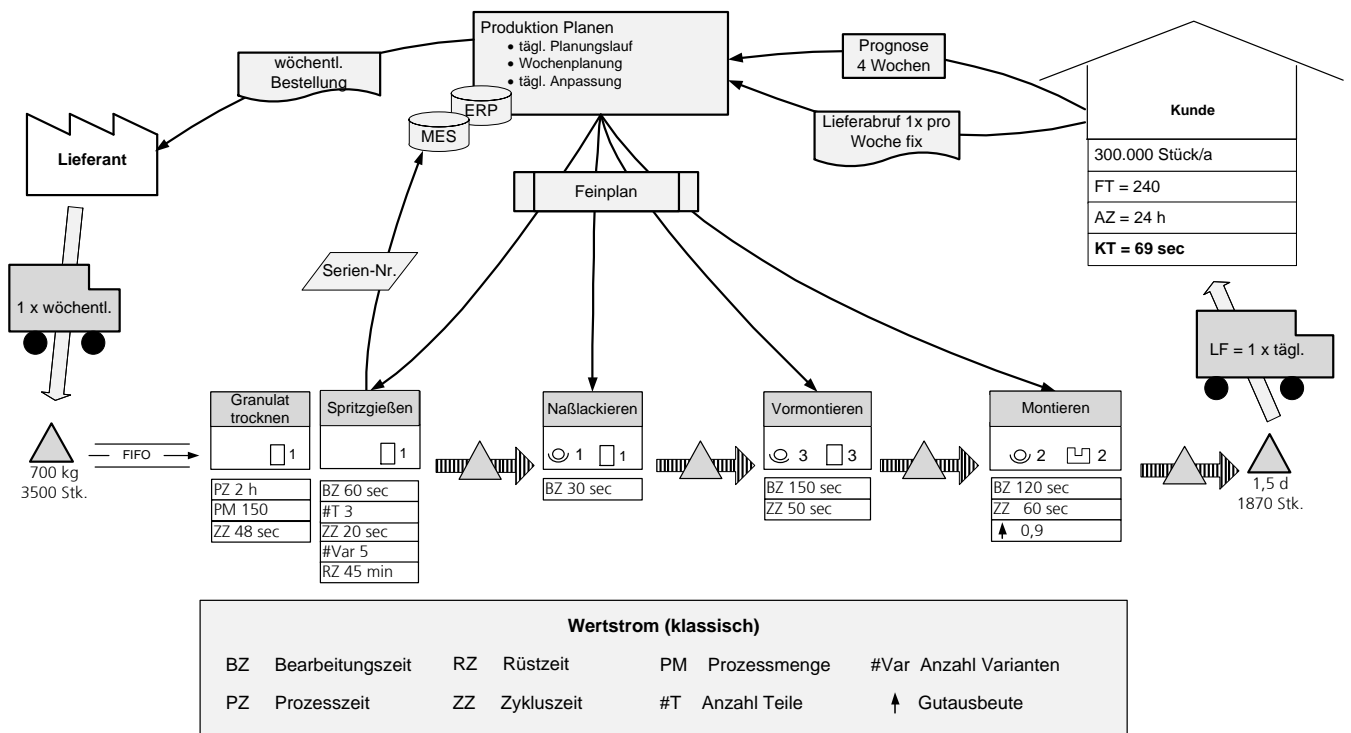 Produktion Planen
• tägl. Planungslauf
• Wochenplanung
• tägl. Anpassung
ERP
MES
wöchentl.
Bestellung
Prognose
4 Wochen
Lieferabruf 1x pro
Woche fix
Lieferant
Kunde
300.000 Stück/a
FT = 240
AZ = 24 h
KT = 69 sec
Feinplan
Serien-Nr.
1 x wöchentl.
LF = 1 x tägl.
700 kg
3500 Stk.
FIFO
Granulat
trocknen
1
PZ 2 h
PM 150
ZZ 48 sec
Spritzgießen
1
BZ 60 sec
#T 3
ZZ 20 sec
#Var 5
RZ 45 min
Naßlackieren
1 1
BZ 30 sec
Vormontieren
3 3
BZ 150 sec
ZZ 50 sec
Montieren
2 2
BZ 120 sec
ZZ 60 sec
0,9
1,5 d
1870 Stk.
Wertstrom (klassisch)
BZ Bearbeitungszeit RZ Rüstzeit PM Prozessmenge #Var Anzahl Varianten
PZ Prozesszeit ZZ Zykluszeit #T Anzahl Teile Gutausbeute